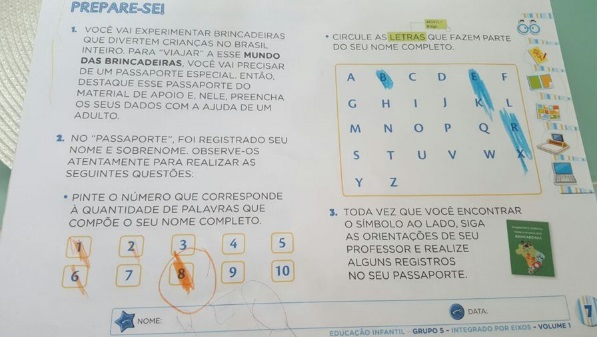 PREPARE-SE!
1. VOCÊ VAI EXPERIMENTAR BRINCADEIRAS
QUE DIVERTEM CRIANÇAS NO BRASIL
INTEIRO. PARA "VIAJAR" A ESSE MUNDO
DAS BRINCADEIRAS, VOCÊ VAI PRECISAR
DE UM PASSAPORTE ESPECIAL. ENTÃO,
DESTAQUE ESSE PASSAPORTE DO
MATERIAL DE APOIO E, NELE, PREENCHA
OS SEUS DADOS COM A AJUDA DE UM
ADULTO.
2. NO "PASSAPORTE", FOI REGISTRADO SEU
NOME E SOBRENOME. OBSERVE-OS
ATENTAMENTE PARA REALIZAR AS
SEGUINTES QUESTÕES:
• PINTE O NÚMERO QUE CORRESPONDE
À QUANTIDADE DE PALAVRAS QUE
COMPÕE O SEU NOME COMPLETO.
1 2 3 4 5
6 7 8 9 10
• CIRCULE AS LETRAS QUE FAZEM PARTE
DO SEU NOME COMPLETO.
A B C D E F
G H I J K L
M N O P Q R
S T U V W X
Y Z
3. TODA VEZ QUE VOCÊ ENCONTRAR
O SÍMBOLO AO LADO, SIGA
AS ORIENTAÇÕES DE SEU
PROFESSOR E REALIZE
ALGUNS REGISTROS
NO SEU PASSAPORTE.
NOME: DATA:
EDUCAÇÃO INFANTIL - GRUPO 5 - INTEGRADO POR EIXOS - VOLUME 1
7